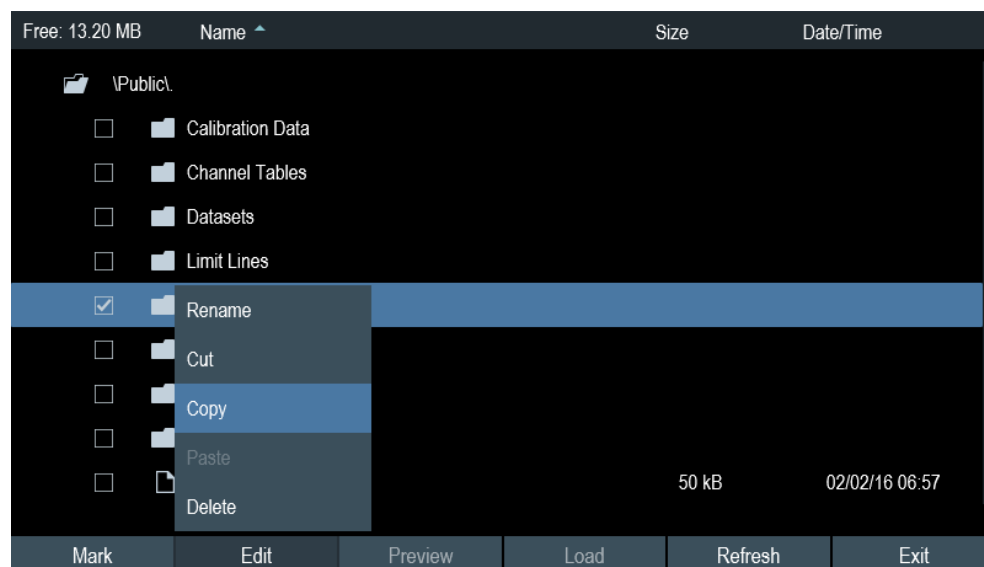 Free: 13.20 MB Name Size Date/Time
\Public\.
Calibration Data
Channel Tables
Datasets
Limit Lines
Rename
Cut
Copy
Paste
50 kB 02/02/16 06:57
Delete
Mark Edit Preview Load Refresh Exit